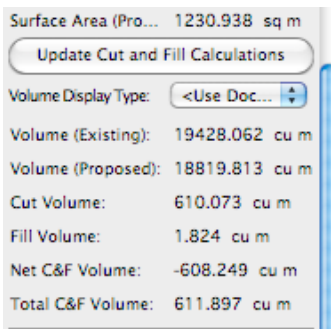 Surface Area (Pro... 1230.938 sq m
Update Cut and Fill Calculations
Volume Display Type: <Use Doc...
Volume (Existing): 19428.062 cu m
Volume (Proposed): 18819.813 cu m
Cut Volume: 610.073 cu m
Fill Volume: 1.824 cu m
Net C&F Volume: -608.249 cu m
Total C&F Volume: 611.897 cu m